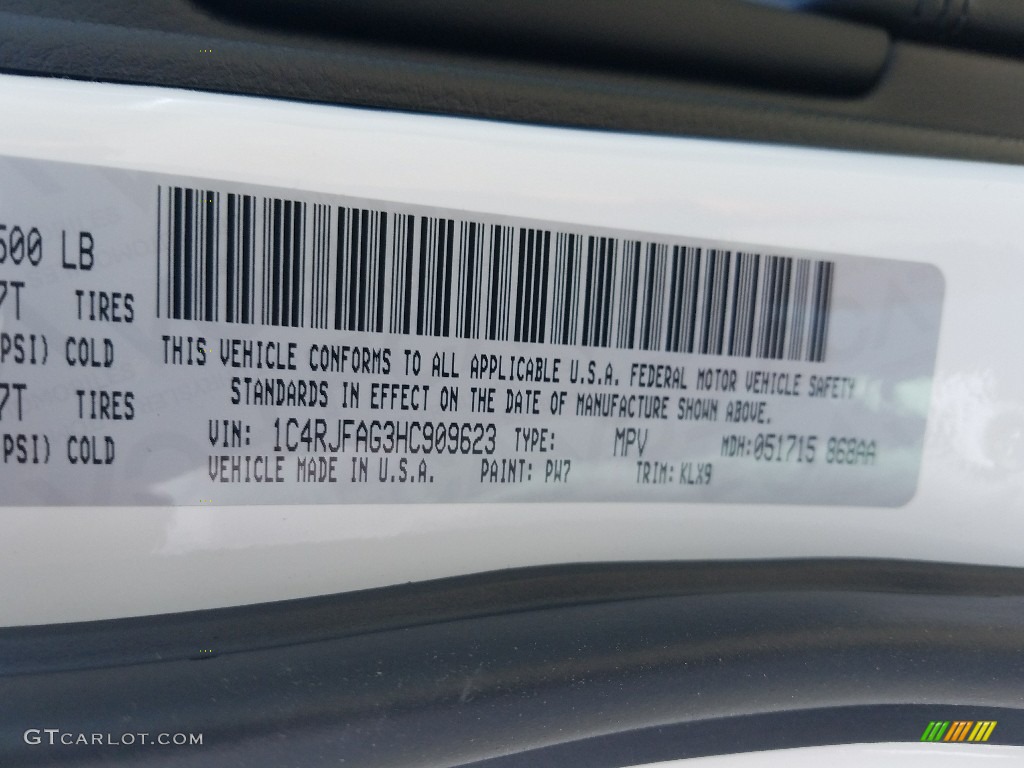 500 LB
7T TIRES
PSI) COLD
7T TIRES
PSI) COLD
THIS VEHICLE CONFORMS TO ALL APPLICABLE U.S.A. FEDERAL MOTOR VEHICLE SAFETY
STANDARDS IN EFFECT ON THE DATE OF MANUFACTURE SHOWN ABOVE.
VIN: 1C4RJFAG3HC909623 TYPE: MPV MDH:051715 868AA
VEHICLE MADE IN U.S.A. PAINT: PW7 TRIM: KLX9
GTCARLOT.COM